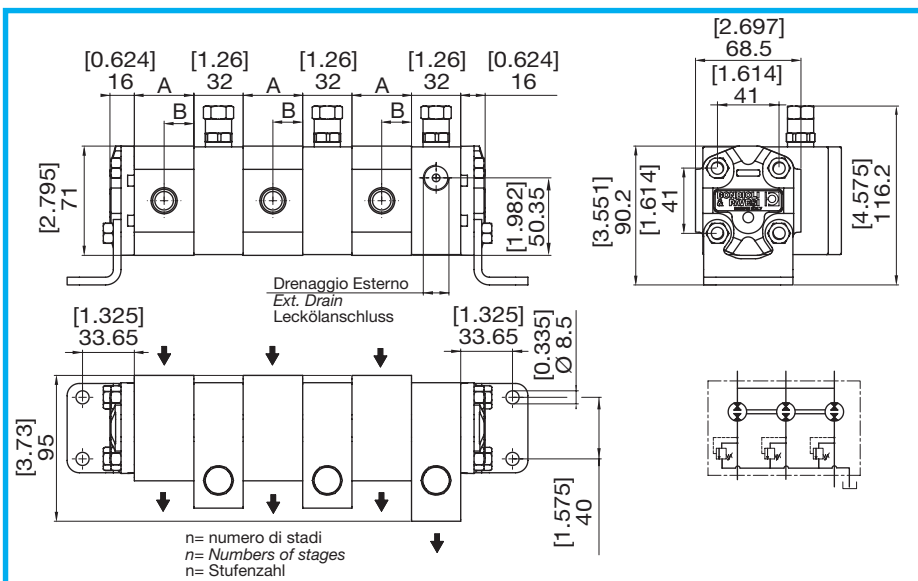 [0.624]
16
A
[1.26]
32
A
[1.26]
32
A
[1.26]
32
[0.624]
16
B
B
B
[2.795]
71
[1.982]
50.35
Drenaggio Esterno
Ext. Drain
Leckölanschluss
[2.697]
68.5
[1.614]
41
[3.551]
90.2
[1.614]
41
[4.575]
116.2
BONDIOLI
& PAVESI
[1.325]
33.65
[1.325]
33.65
[0.335]
Ø 8.5
[3.73]
95
[1.575]
40
n= numero di stadi
n= Numbers of stages
n= Stufenzahl